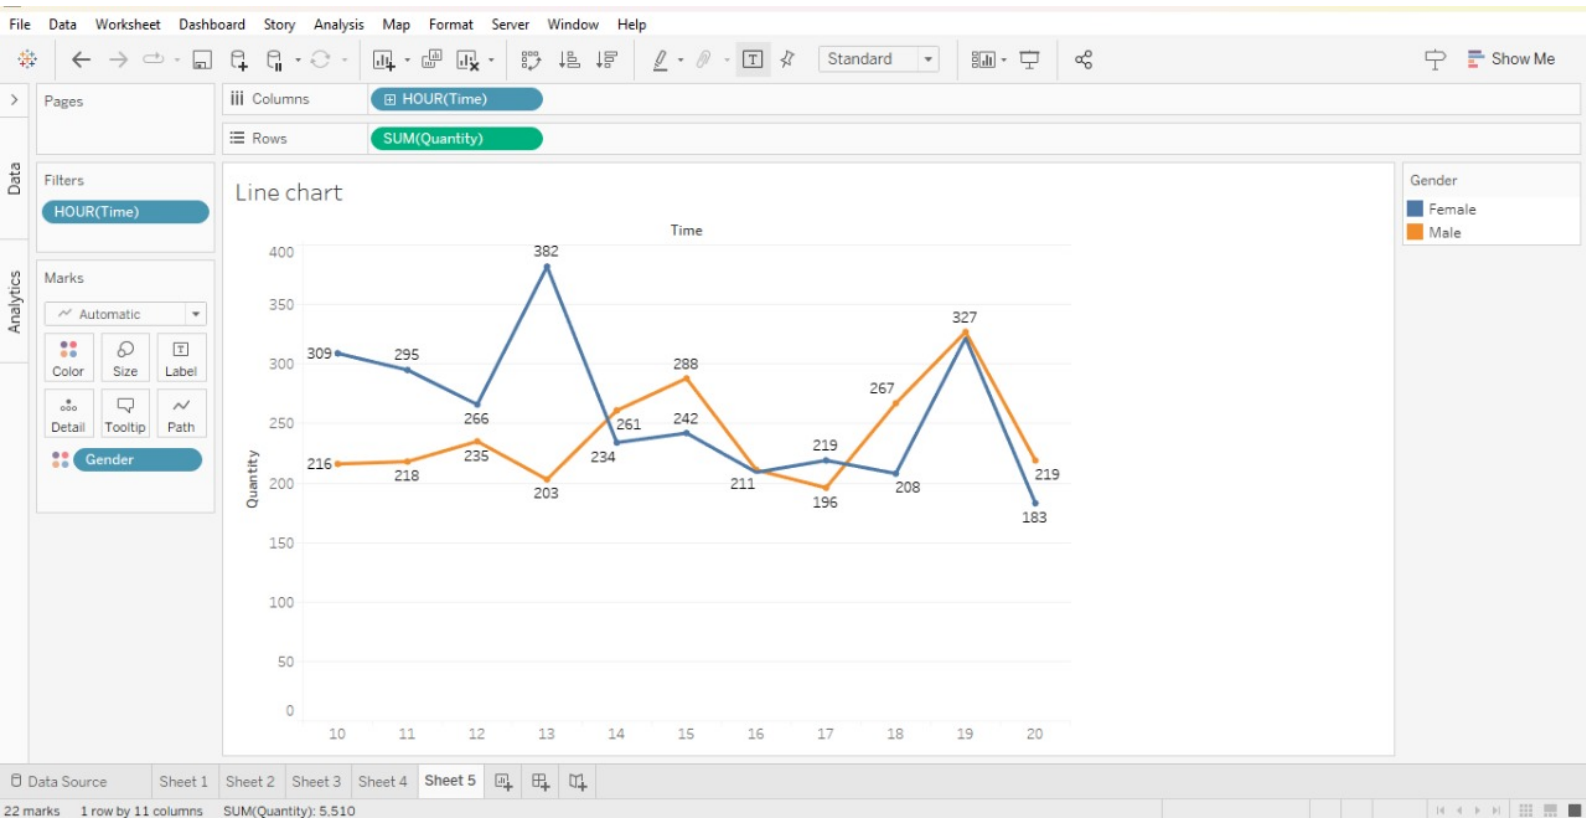 File Data Worksheet Dashboard Story Analysis Map Format Server Window Help
Standard
Show Me
Pages
Columns
HOUR(Time)
Rows
SUM(Quantity)
Data
Analytics
Filters
HOUR(Time)
Marks
Automatic
Color Size Label
Detail Tooltip Path
Gender
Line chart
Time
Quantity
400
350
300
250
200
150
100
50
0
382
327
309
295
288
267
266
261
242
235
234
219
219
216
218
211
208
203
196
183
10 11 12 13 14 15 16 17 18 19 20
Gender
Female
Male
Data Source Sheet 1 Sheet 2 Sheet 3 Sheet 4 Sheet 5
22 marks 1 row by 11 columns SUM(Quantity): 5,510